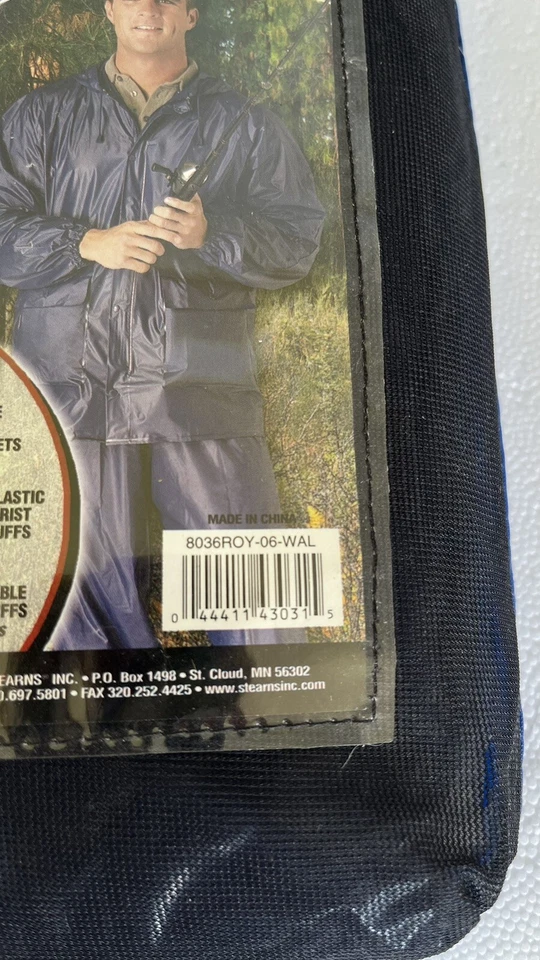 ETS
LASTIC
RIST
UFFS
BLE
FFS
MADE IN CHINA
8036ROY-06-WAL
0 44411 43031 5
EARNS INC. • P.O. Box 1498 • St. Cloud, MN 56302
0.697.5801 • FAX 320.252.4425 • www.stearnsinc.com